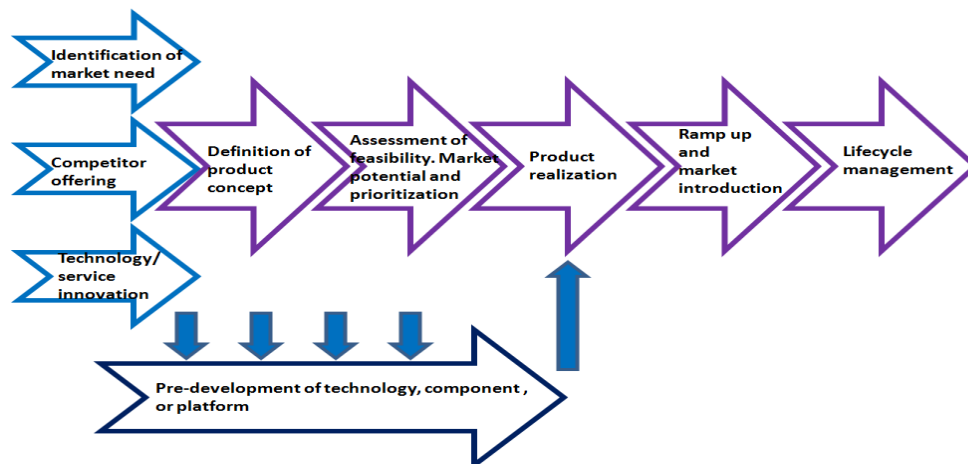 Identification of
market need
Competitor
offering
Technology/
service
innovation
Definition of
product
concept
Assessment of
feasibility. Market
potential and
prioritization
Product
realization
Ramp up
and
market
introduction
Lifecycle
management
Pre-development of technology, component ,
or platform